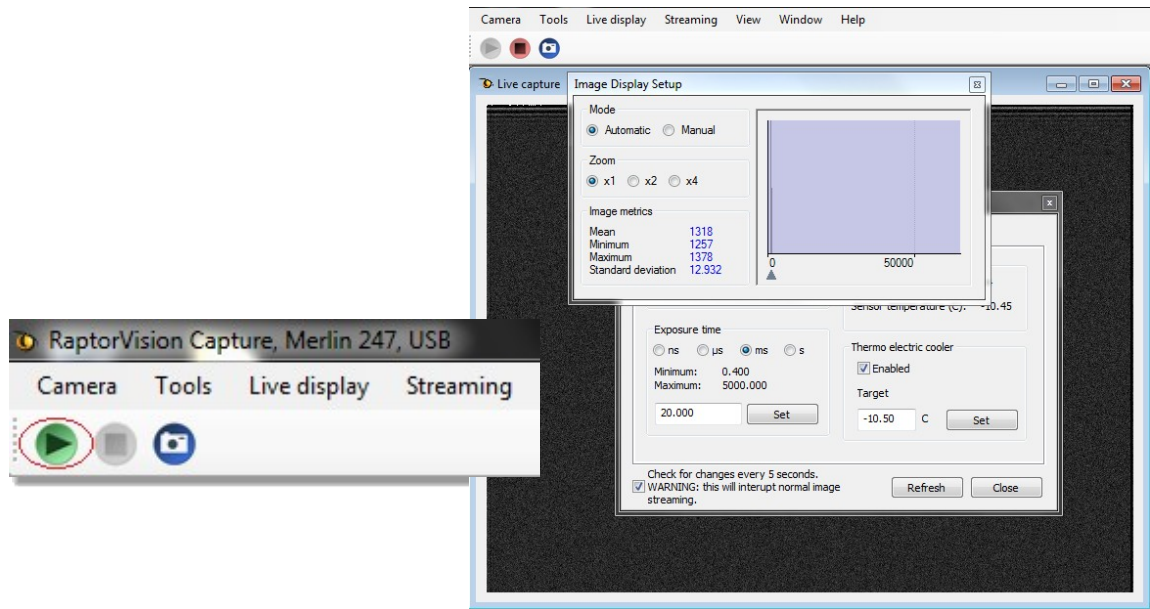 Camera Tools Live display Streaming View Window Help
Live capture
Image Display Setup
Mode
Automatic Manual
Zoom
x1 x2 x4
Image metrics
Mean 1318
Minimum 1257
Maximum 1378
Standard deviation 12.932
0 50000
Sensor temperature (C): -10.45
Exposure time
ns µs ms s
Minimum: 0.400
Maximum: 5000.000
20.000 Set
Thermo electric cooler
Enabled
Target
-10.50 C Set
Check for changes every 5 seconds.
WARNING: this will interupt normal image
streaming.
Refresh Close
RaptorVision Capture, Merlin 247, USB
Camera Tools Live display Streaming